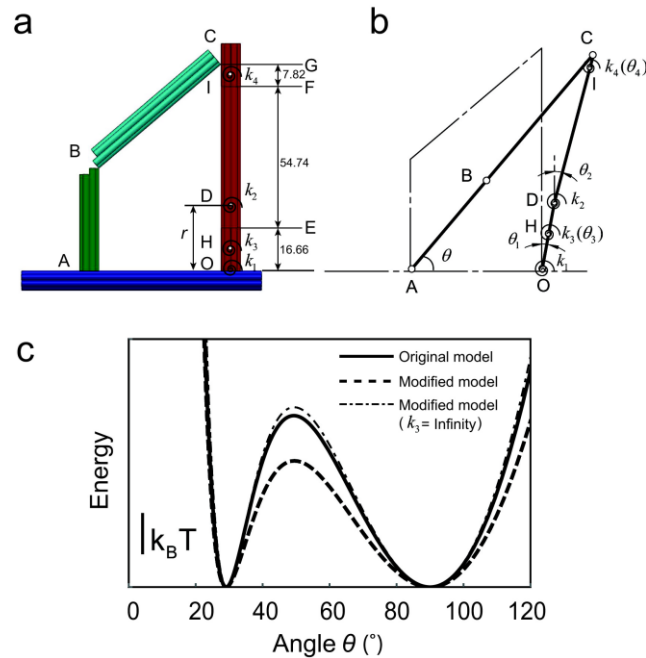 a
C
G
7.82
k4
I
F
B
54.74
D
k2
r
E
H
k3
16.66
A
O
k1
b
C
k4(θ4)
I
B
θ2
D
k2
H
θ1
k3(θ3)
θ
k1
A
O
c
Original model
Modified model
Modified model
(k3 = Infinity)
Energy
kBT
0 20 40 60 80 100 120
Angle θ (°)